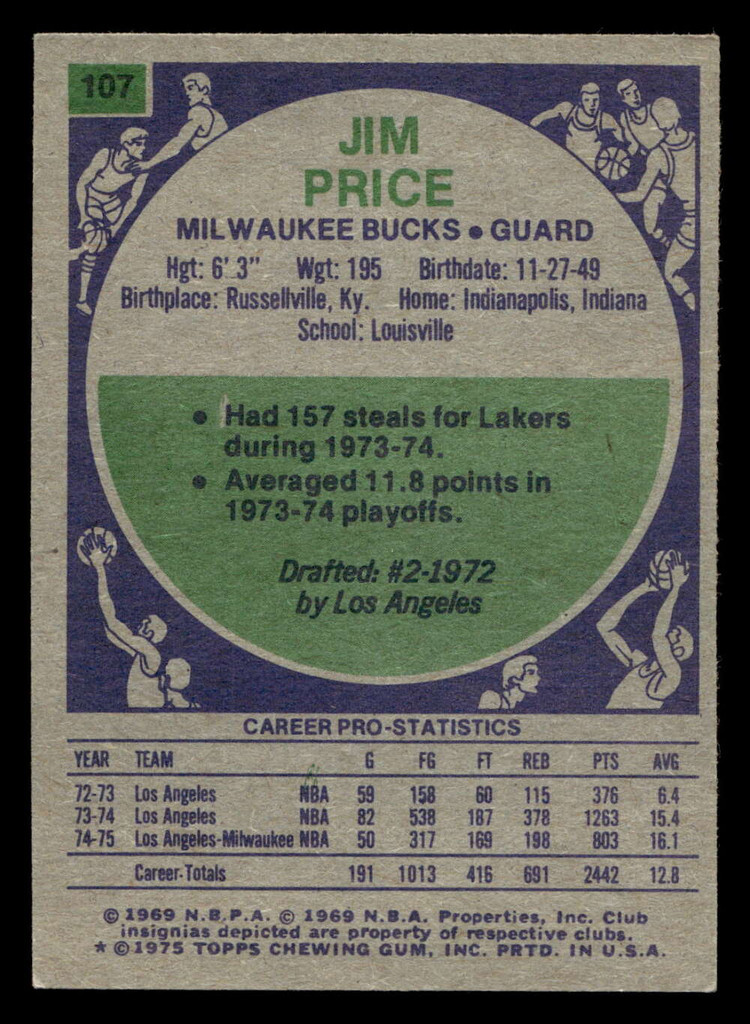 107
JIM
PRICE
MILWAUKEE BUCKS • GUARD
Hgt: 6' 3" Wgt: 195 Birthdate: 11-27-49
Birthplace: Russellville, Ky. Home: Indianapolis, Indiana
School: Louisville
• Had 157 steals for Lakers
during 1973-74.
• Averaged 11.8 points in
1973-74 playoffs.
Drafted: #2-1972
by Los Angeles
CAREER PRO-STATISTICS
YEAR TEAM G FG FT REB PTS AVG
72-73 Los Angeles NBA 59 158 60 115 376 6.4
73-74 Los Angeles NBA 82 538 187 378 1263 15.4
74-75 Los Angeles-Milwaukee NBA 50 317 169 198 803 16.1
Career-Totals 191 1013 416 691 2442 12.8
© 1969 N.B.P.A. © 1969 N.B.A. Properties, Inc. Club
insignias depicted are property of respective clubs.
* © 1975 TOPPS CHEWING GUM, INC. PRTD. IN U.S.A.